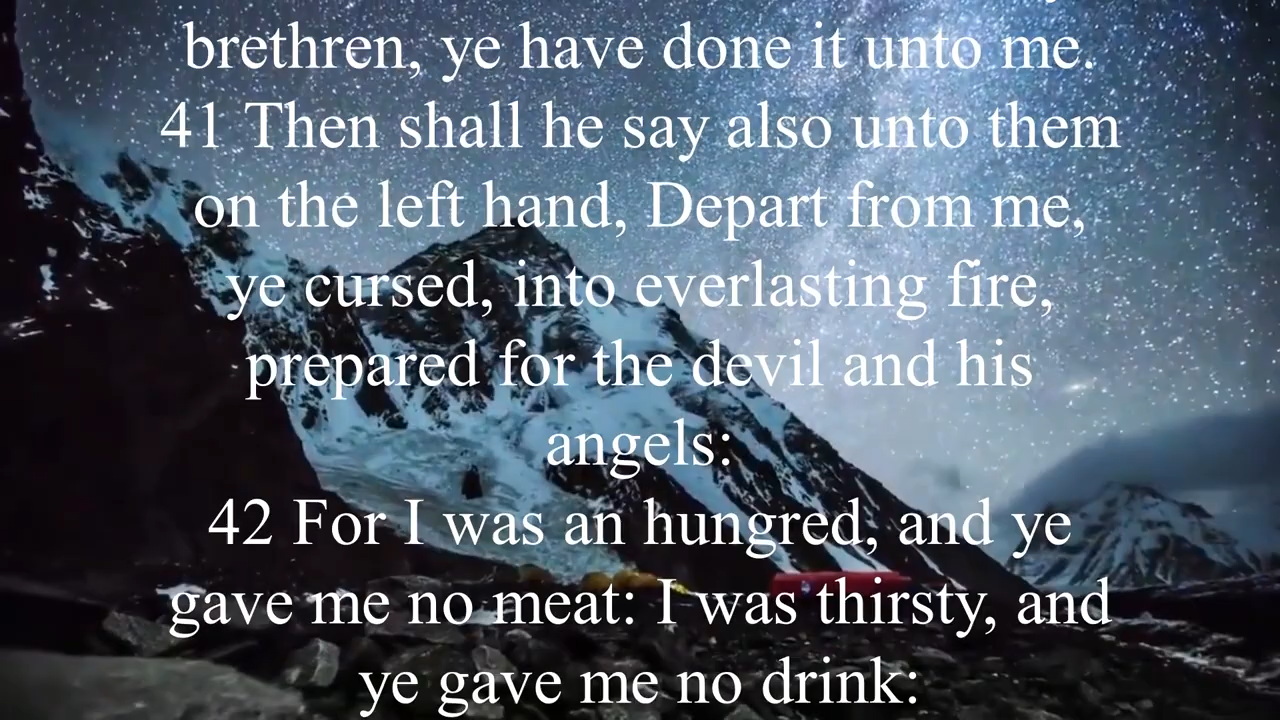 brethren, ye have done it unto me.
41 Then shall he say also unto them
on the left hand, Depart from me,
ye cursed, into everlasting fire,
prepared for the devil and his
angels:
42 For I was an hungred, and ye
gave me no meat: I was thirsty, and
ye gave me no drink: